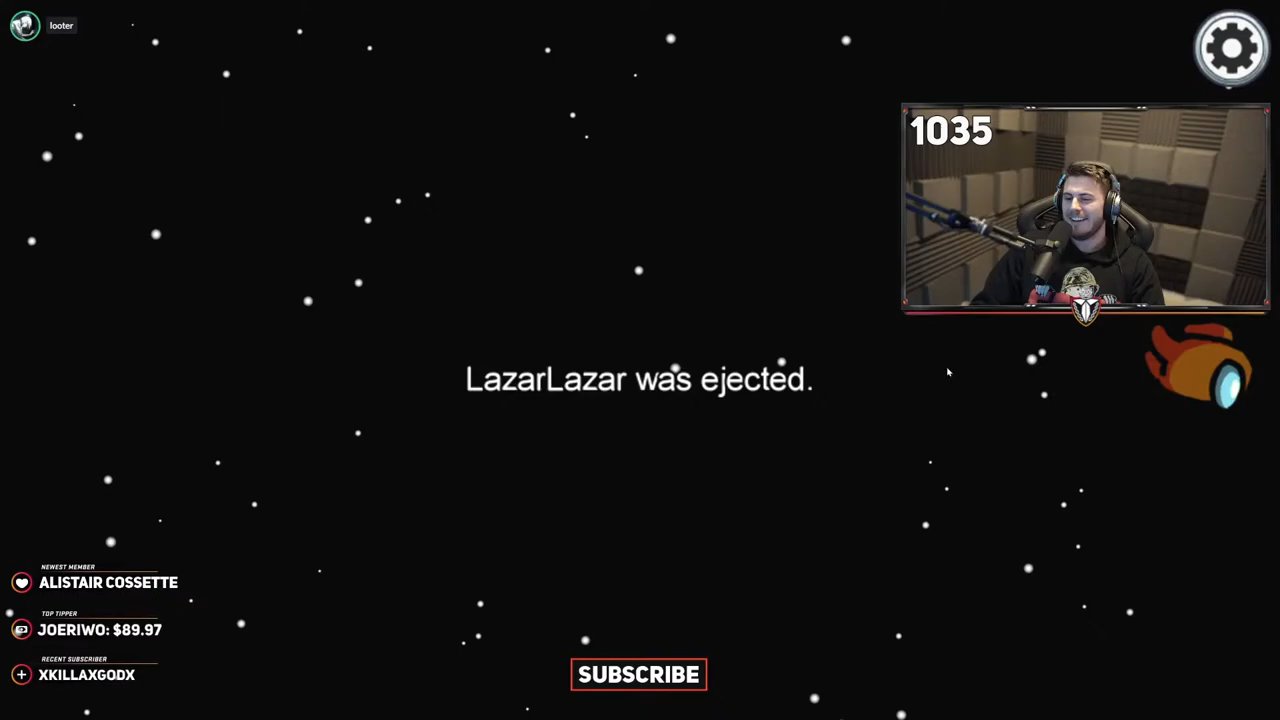 looter
1035
LazarLazar was ejected.
NEWEST MEMBER
ALISTAIR COSSETTE
TOP TIPPER
JOERIWO: $89.97
RECENT SUBSCRIBER
XKILLAXGODX
SUBSCRIBE